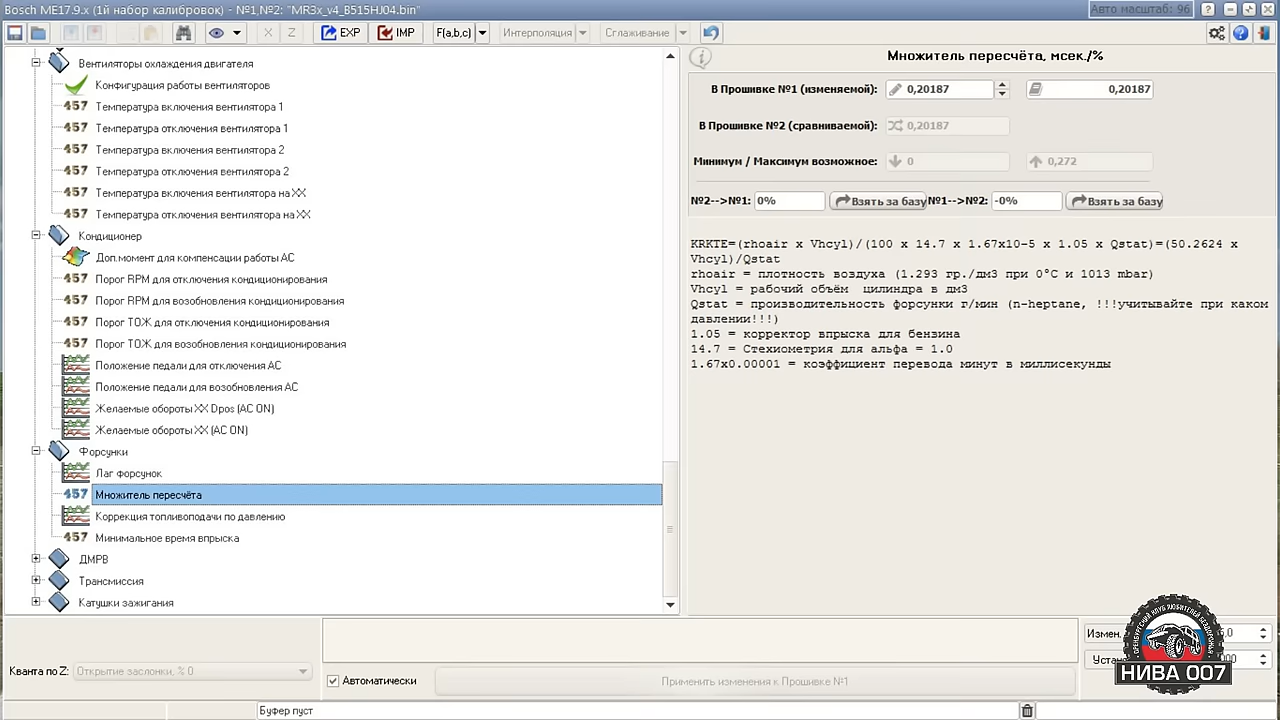 Bosch ME17.9.x (1й набор калибровок) - №1,№2: "MR3x_v4_B515HJ04.bin"
Авто масштаб: 96
X Z EXP IMP F(a,b,c) Интерполяция Сглаживание
Вентиляторы охлаждения двигателя
Конфигурация работы вентиляторов
457 Температура включения вентилятора 1
457 Температура отключения вентилятора 1
457 Температура включения вентилятора 2
457 Температура отключения вентилятора 2
457 Температура включения вентилятора на XX
457 Температура отключения вентилятора на XX
Кондиционер
Доп.момент для компенсации работы АС
457 Порог RPM для отключения кондиционирования
457 Порог RPM для возобновления кондиционирования
457 Порог ТОЖ для отключения кондиционирования
457 Порог ТОЖ для возобновления кондиционирования
Положение педали для отключения АС
Положение педали для возобновления АС
Желаемые обороты XX Dpos (AC ON)
Желаемые обороты XX (AC ON)
Форсунки
Лаг форсунок
457 Множитель пересчёта
Коррекция топливоподачи по давлению
457 Минимальное время впрыска
ДМРВ
Трансмиссия
Катушки зажигания
Множитель пересчёта, мсек./%
В Прошивке №1 (изменяемой): 0,20187 0,20187
В Прошивке №2 (сравниваемой): 0,20187
Минимум / Максимум возможное: 0 0,272
№2-->№1: 0% Взять за базу №1-->№2: -0% Взять за базу
KRKTE=(rhoair x Vhcyl)/(100 x 14.7 x 1.67x10-5 x 1.05 x Qstat)=(50.2624 x
Vhcyl)/Qstat
rhoair = плотность воздуха (1.293 гр./дм3 при 0°C и 1013 mbar)
Vhcyl = рабочий объём цилиндра в дм3
Qstat = производительность форсунки г/мин (n-heptane, !!!учитывайте при каком
давлении!!!)
1.05 = корректор впрыска для бензина
14.7 = Стехиометрия для альфа = 1.0
1.67x0.00001 = коэффициент перевода минут в миллисекунды
Кванта по Z: Открытие заслонки, % 0
Автоматически
Применить изменения к Прошивке №1
Измен.
Буфер пуст
НИВА 007